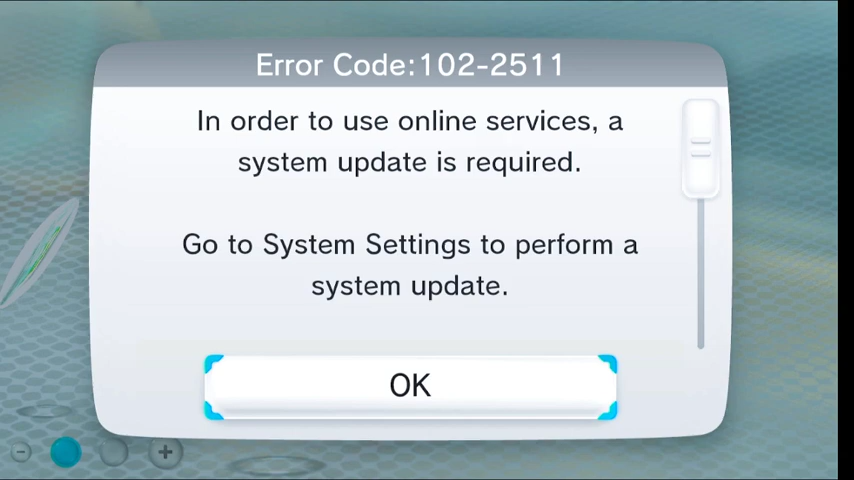 Error Code:102-2511
In order to use online services, a
system update is required.
Go to System Settings to perform a
system update.
OK